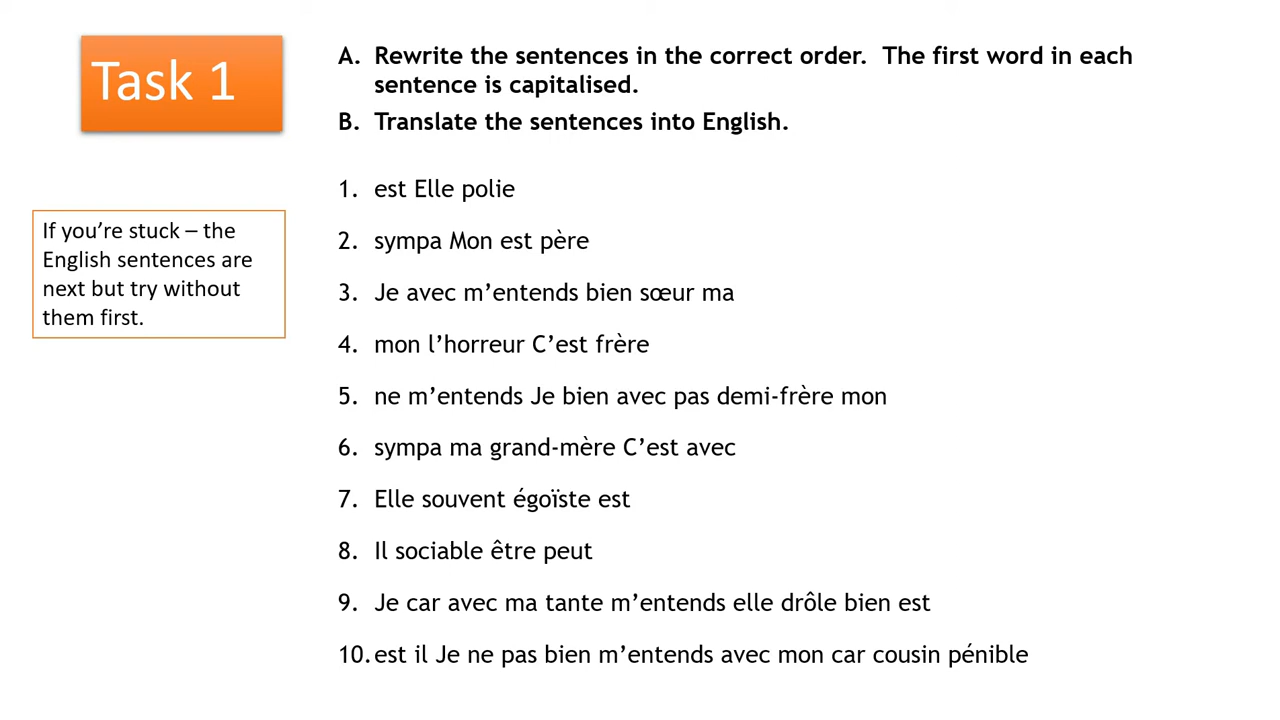 Task 1
A. Rewrite the sentences in the correct order.  The first word in each
sentence is capitalised.
B. Translate the sentences into English.
If you’re stuck – the
English sentences are
next but try without
them first.
1. est Elle polie
2. sympa Mon est père
3. Je avec m’entends bien sœur ma
4. mon l’horreur C’est frère
5. ne m’entends Je bien avec pas demi-frère mon
6. sympa ma grand-mère C’est avec
7. Elle souvent égoïste est
8. Il sociable être peut
9. Je car avec ma tante m’entends elle drôle bien est
10. est il Je ne pas bien m’entends avec mon car cousin pénible